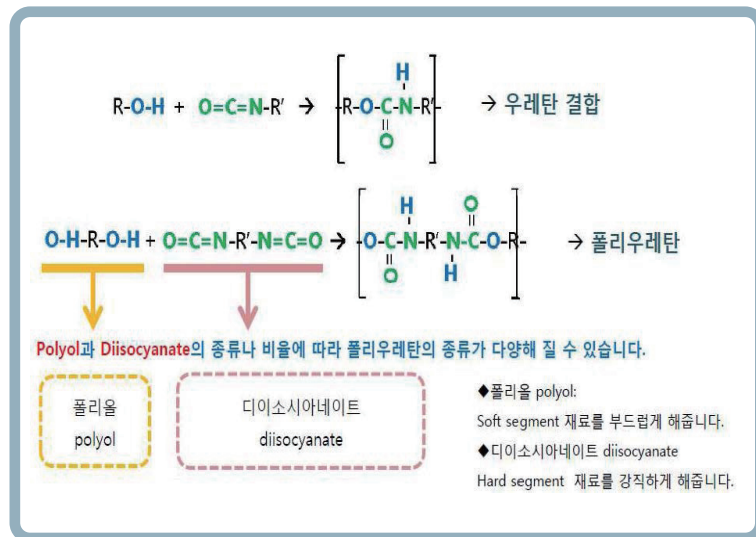 R-O-H + O=C=N-R' → [-R-O-C-N-R'-] → 우레탄 결합
H
O
O-H-R-O-H + O=C=N-R'-N=C=O → [-O-C-N-R'-N-C-O-R-] → 폴리우레탄
H O
O H
Polyol과 Diisocyanate의 종류나 비율에 따라 폴리우레탄의 종류가 다양해 질 수 있습니다.
폴리올
polyol
디이소시아네이트
diisocyanate
◆폴리올 polyol:
Soft segment 재료를 부드럽게 해줍니다.
◆디이소시아네이트 diisocyanate
Hard segment 재료를 강직하게 해줍니다.